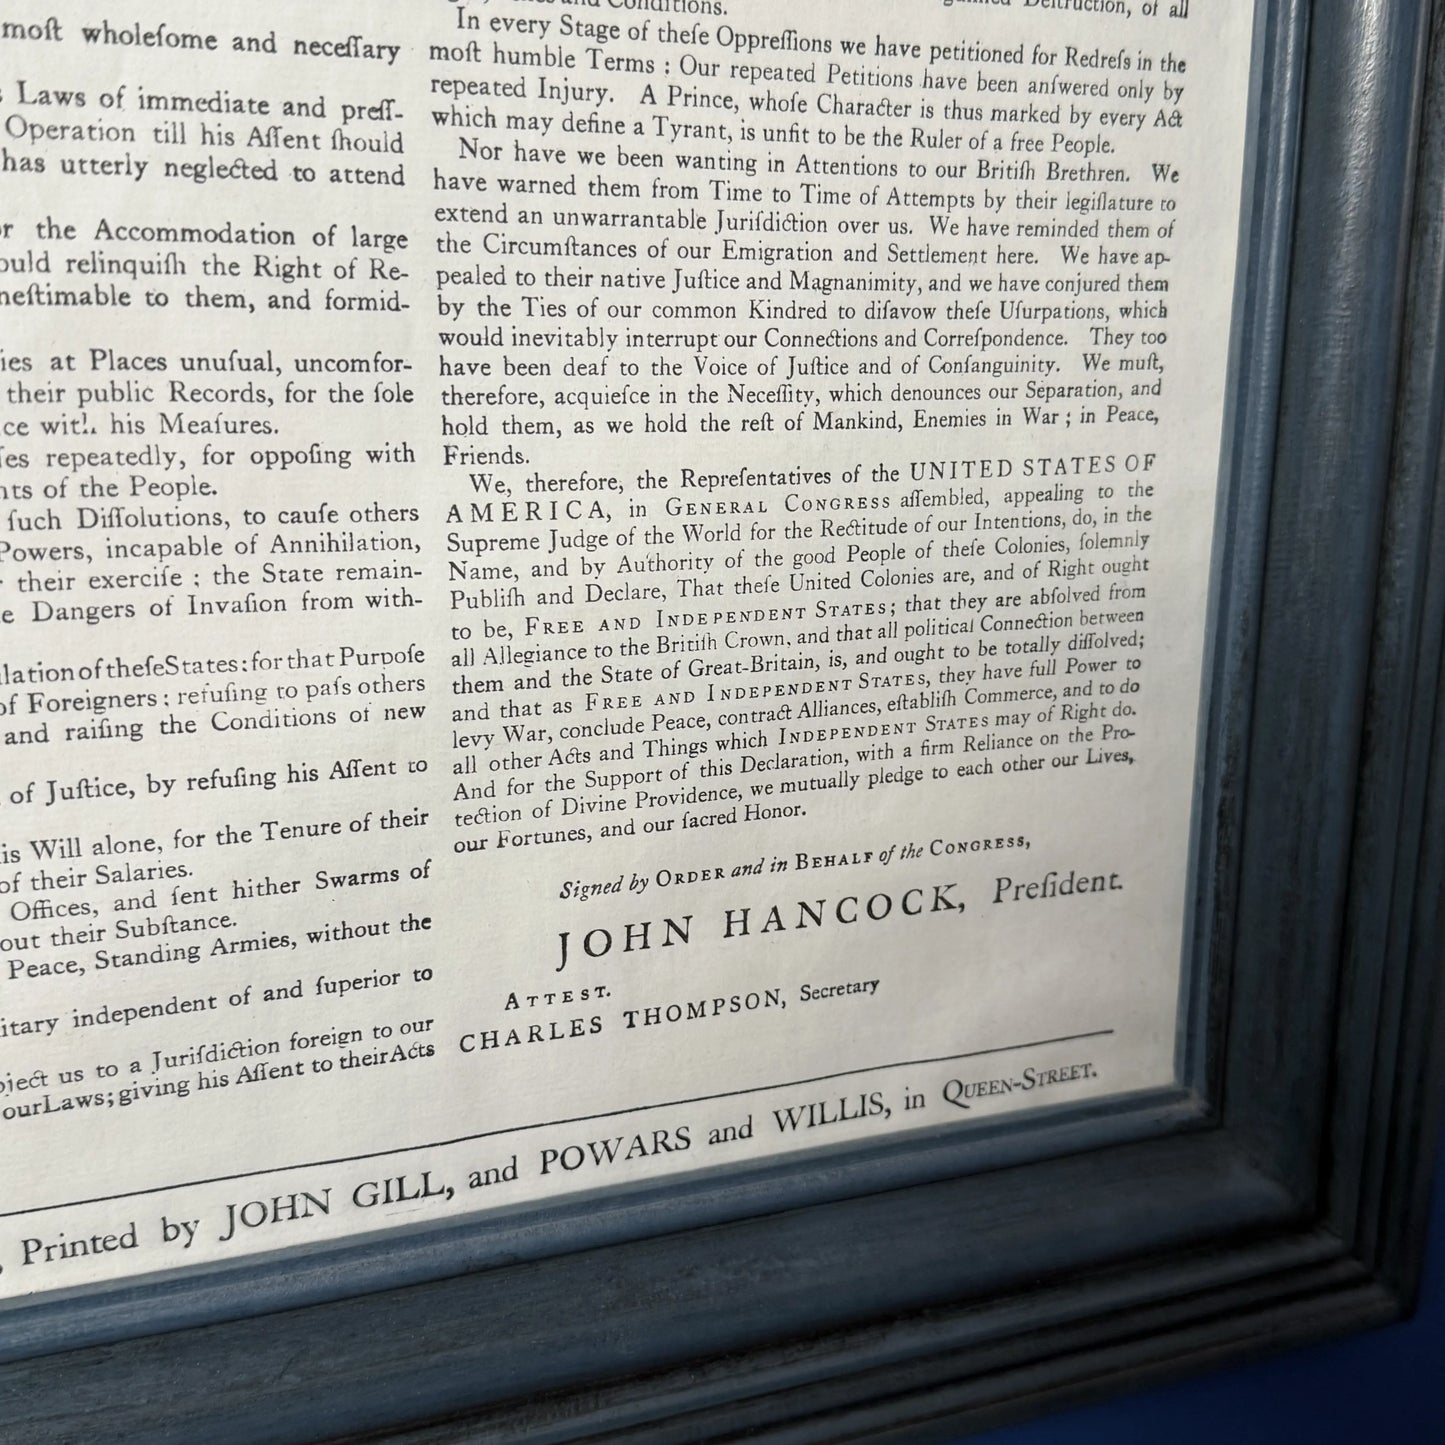 moſt wholeſome and neceſſary
Laws of immediate and preſſ-
Operation till his Aſſent ſhould
has utterly neglected to attend
the Accommodation of large
relinquiſh the Right of Re-
to them, and formid-
at Places unuſual, uncomfor-
their public Records, for the ſole
his Meaſures.
repeatedly, for oppoſing with
of the People.
ſuch Diſſolutions, to cauſe others
Powers, incapable of Annihilation,
their exerciſe : the State remain-
Dangers of Invaſion from with-
of theſe States : for that Purpoſe
of Foreigners ; refuſing to paſs others
and raiſing the Conditions of new
of Juſtice, by refuſing his Aſſent to
Will alone, for the Tenure of their
of their Salaries.
Offices, and ſent hither Swarms of
out their Subſtance.
Peace, Standing Armies, without the
independent of and ſuperior to
us to a Juriſdiction foreign to our
our Laws; giving his Aſſent to their Acts
Conditions.
Deſtruction, of all
In every Stage of theſe Oppreſſions we have petitioned for Redreſs in the
moſt humble Terms : Our repeated Petitions have been anſwered only by
repeated Injury. A Prince, whoſe Character is thus marked by every Act
which may define a Tyrant, is unfit to be the Ruler of a free People.
Nor have we been wanting in Attentions to our Britiſh Brethren. We
have warned them from Time to Time of Attempts by their legiſlature to
extend an unwarrantable Juriſdiction over us. We have reminded them of
the Circumſtances of our Emigration and Settlement here. We have ap-
pealed to their native Juſtice and Magnanimity, and we have conjured them
by the Ties of our common Kindred to diſavow theſe Uſurpations, which
would inevitably interrupt our Connections and Correſpondence. They too
have been deaf to the Voice of Juſtice and of Conſanguinity. We muſt,
therefore, acquieſce in the Neceſſity, which denounces our Separation, and
hold them, as we hold the reſt of Mankind, Enemies in War ; in Peace,
Friends.
We, therefore, the Repreſentatives of the UNITED STATES OF
AMERICA, in GENERAL CONGRESS aſſembled, appealing to the
Supreme Judge of the World for the Rectitude of our Intentions, do, in the
Name, and by Authority of the good People of theſe Colonies, ſolemnly
Publiſh and Declare, That theſe United Colonies are, and of Right ought
to be, FREE AND INDEPENDENT STATES; that they are abſolved from
all Allegiance to the Britiſh Crown, and that all political Connection between
them and the State of Great-Britain, is, and ought to be totally diſſolved;
and that as FREE AND INDEPENDENT STATES, they have full Power to
levy War, conclude Peace, contract Alliances, eſtabliſh Commerce, and to do
all other Acts and Things which INDEPENDENT STATES may of Right do.
And for the Support of this Declaration, with a firm Reliance on the Pro-
tection of Divine Providence, we mutually pledge to each other our Lives,
our Fortunes, and our ſacred Honor.
Signed by ORDER and in BEHALF of the CONGRESS,
JOHN HANCOCK, Preſident.
ATTEST.
CHARLES THOMPSON, Secretary
Printed by JOHN GILL, and POWARS and WILLIS, in QUEEN-STREET.